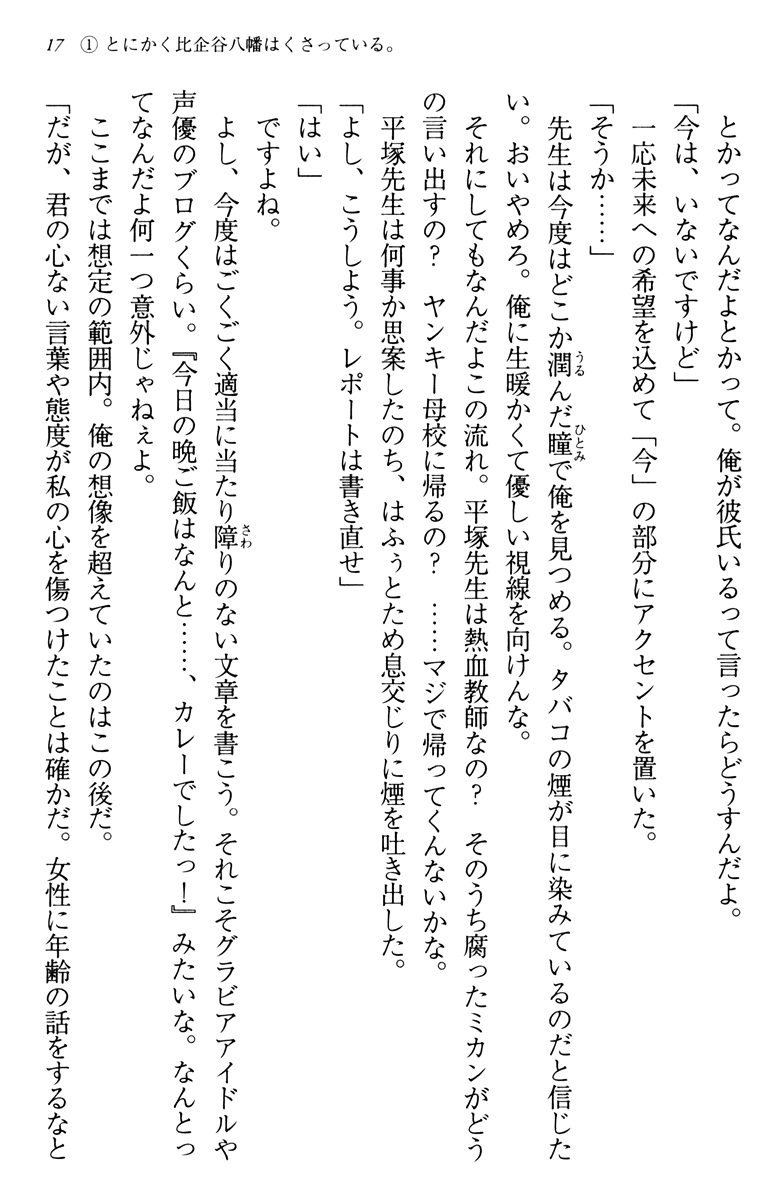 17　①とにかく比企谷八幡はくさっている。
　とかってなんだよとかって。俺が彼氏いるって言ったらどうすんだよ。
「今は、いないですけど」
　一応未来への希望を込めて「今」の部分にアクセントを置いた。
「そうか……」
　先生は今度はどこか潤んだ瞳で俺を見つめる。タバコの煙が目に染みているのだと信じた
い。おいやめろ。俺に生暖かくて優しい視線を向けんな。
　それにしてもなんだよこの流れ。平塚先生は熱血教師なの？　そのうち腐ったミカンがどう
の言い出すの？　ヤンキー母校に帰るの？　……マジで帰ってくんないかな。
　平塚先生は何事か思案したのち、はふぅとため息交じりに煙を吐き出した。
「よし、こうしよう。レポートは書き直せ」
「はい」
　ですよね。
　よし、今度はごくごく適当に当たり障りのない文章を書こう。それこそグラビアアイドルや
声優のブログくらい。『今日の晩ご飯はなんと……、カレーでしたっ！』みたいな。なんとっ
てなんだよ何一つ意外じゃねぇよ。
　ここまでは想定の範囲内。俺の想像を超えていたのはこの後だ。
「だが、君の心ない言葉や態度が私の心を傷つけたことは確かだ。女性に年齢の話をするなと